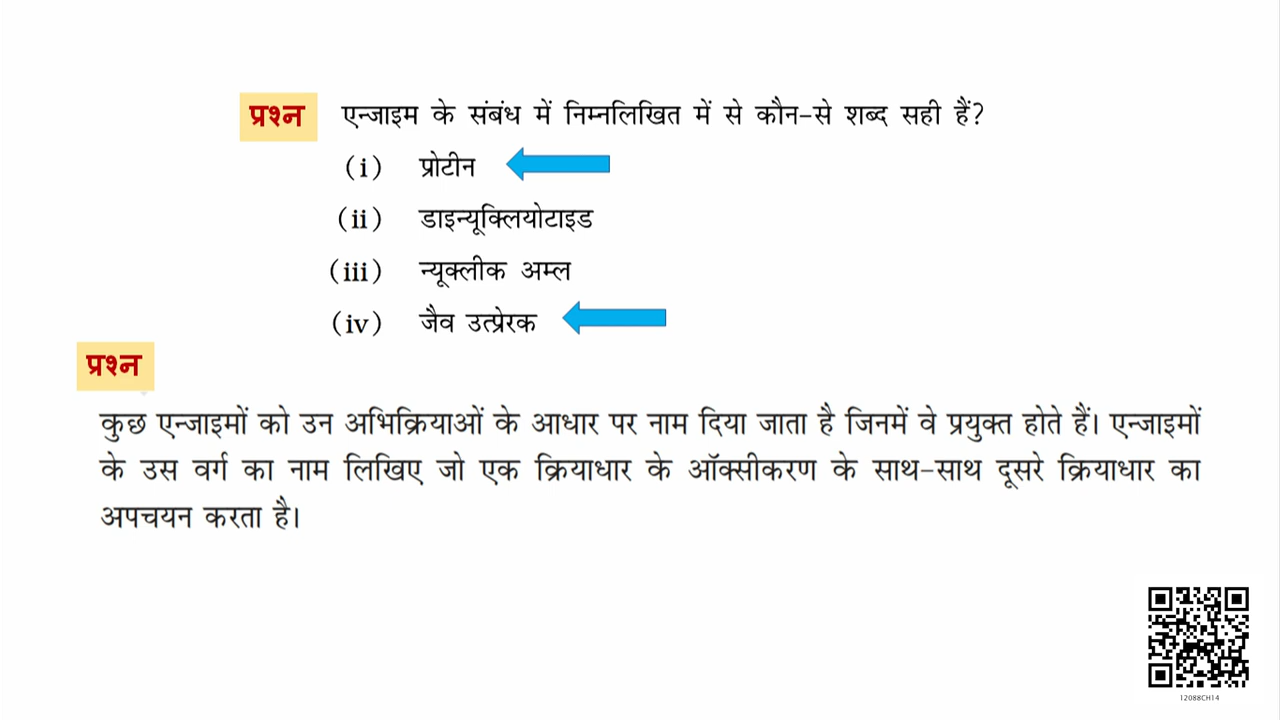 प्रश्न एन्जाइम के संबंध में निम्नलिखित में से कौन-से शब्द सही हैं?
(i) प्रोटीन
(ii) डाइन्यूक्लियोटाइड
(iii) न्यूक्लीक अम्ल
(iv) जैव उत्प्रेरक
प्रश्न
कुछ एन्जाइमों को उन अभिक्रियाओं के आधार पर नाम दिया जाता है जिनमें वे प्रयुक्त होते हैं। एन्जाइमों
के उस वर्ग का नाम लिखिए जो एक क्रियाधार के ऑक्सीकरण के साथ-साथ दूसरे क्रियाधार का
अपचयन करता है।
12088CH14